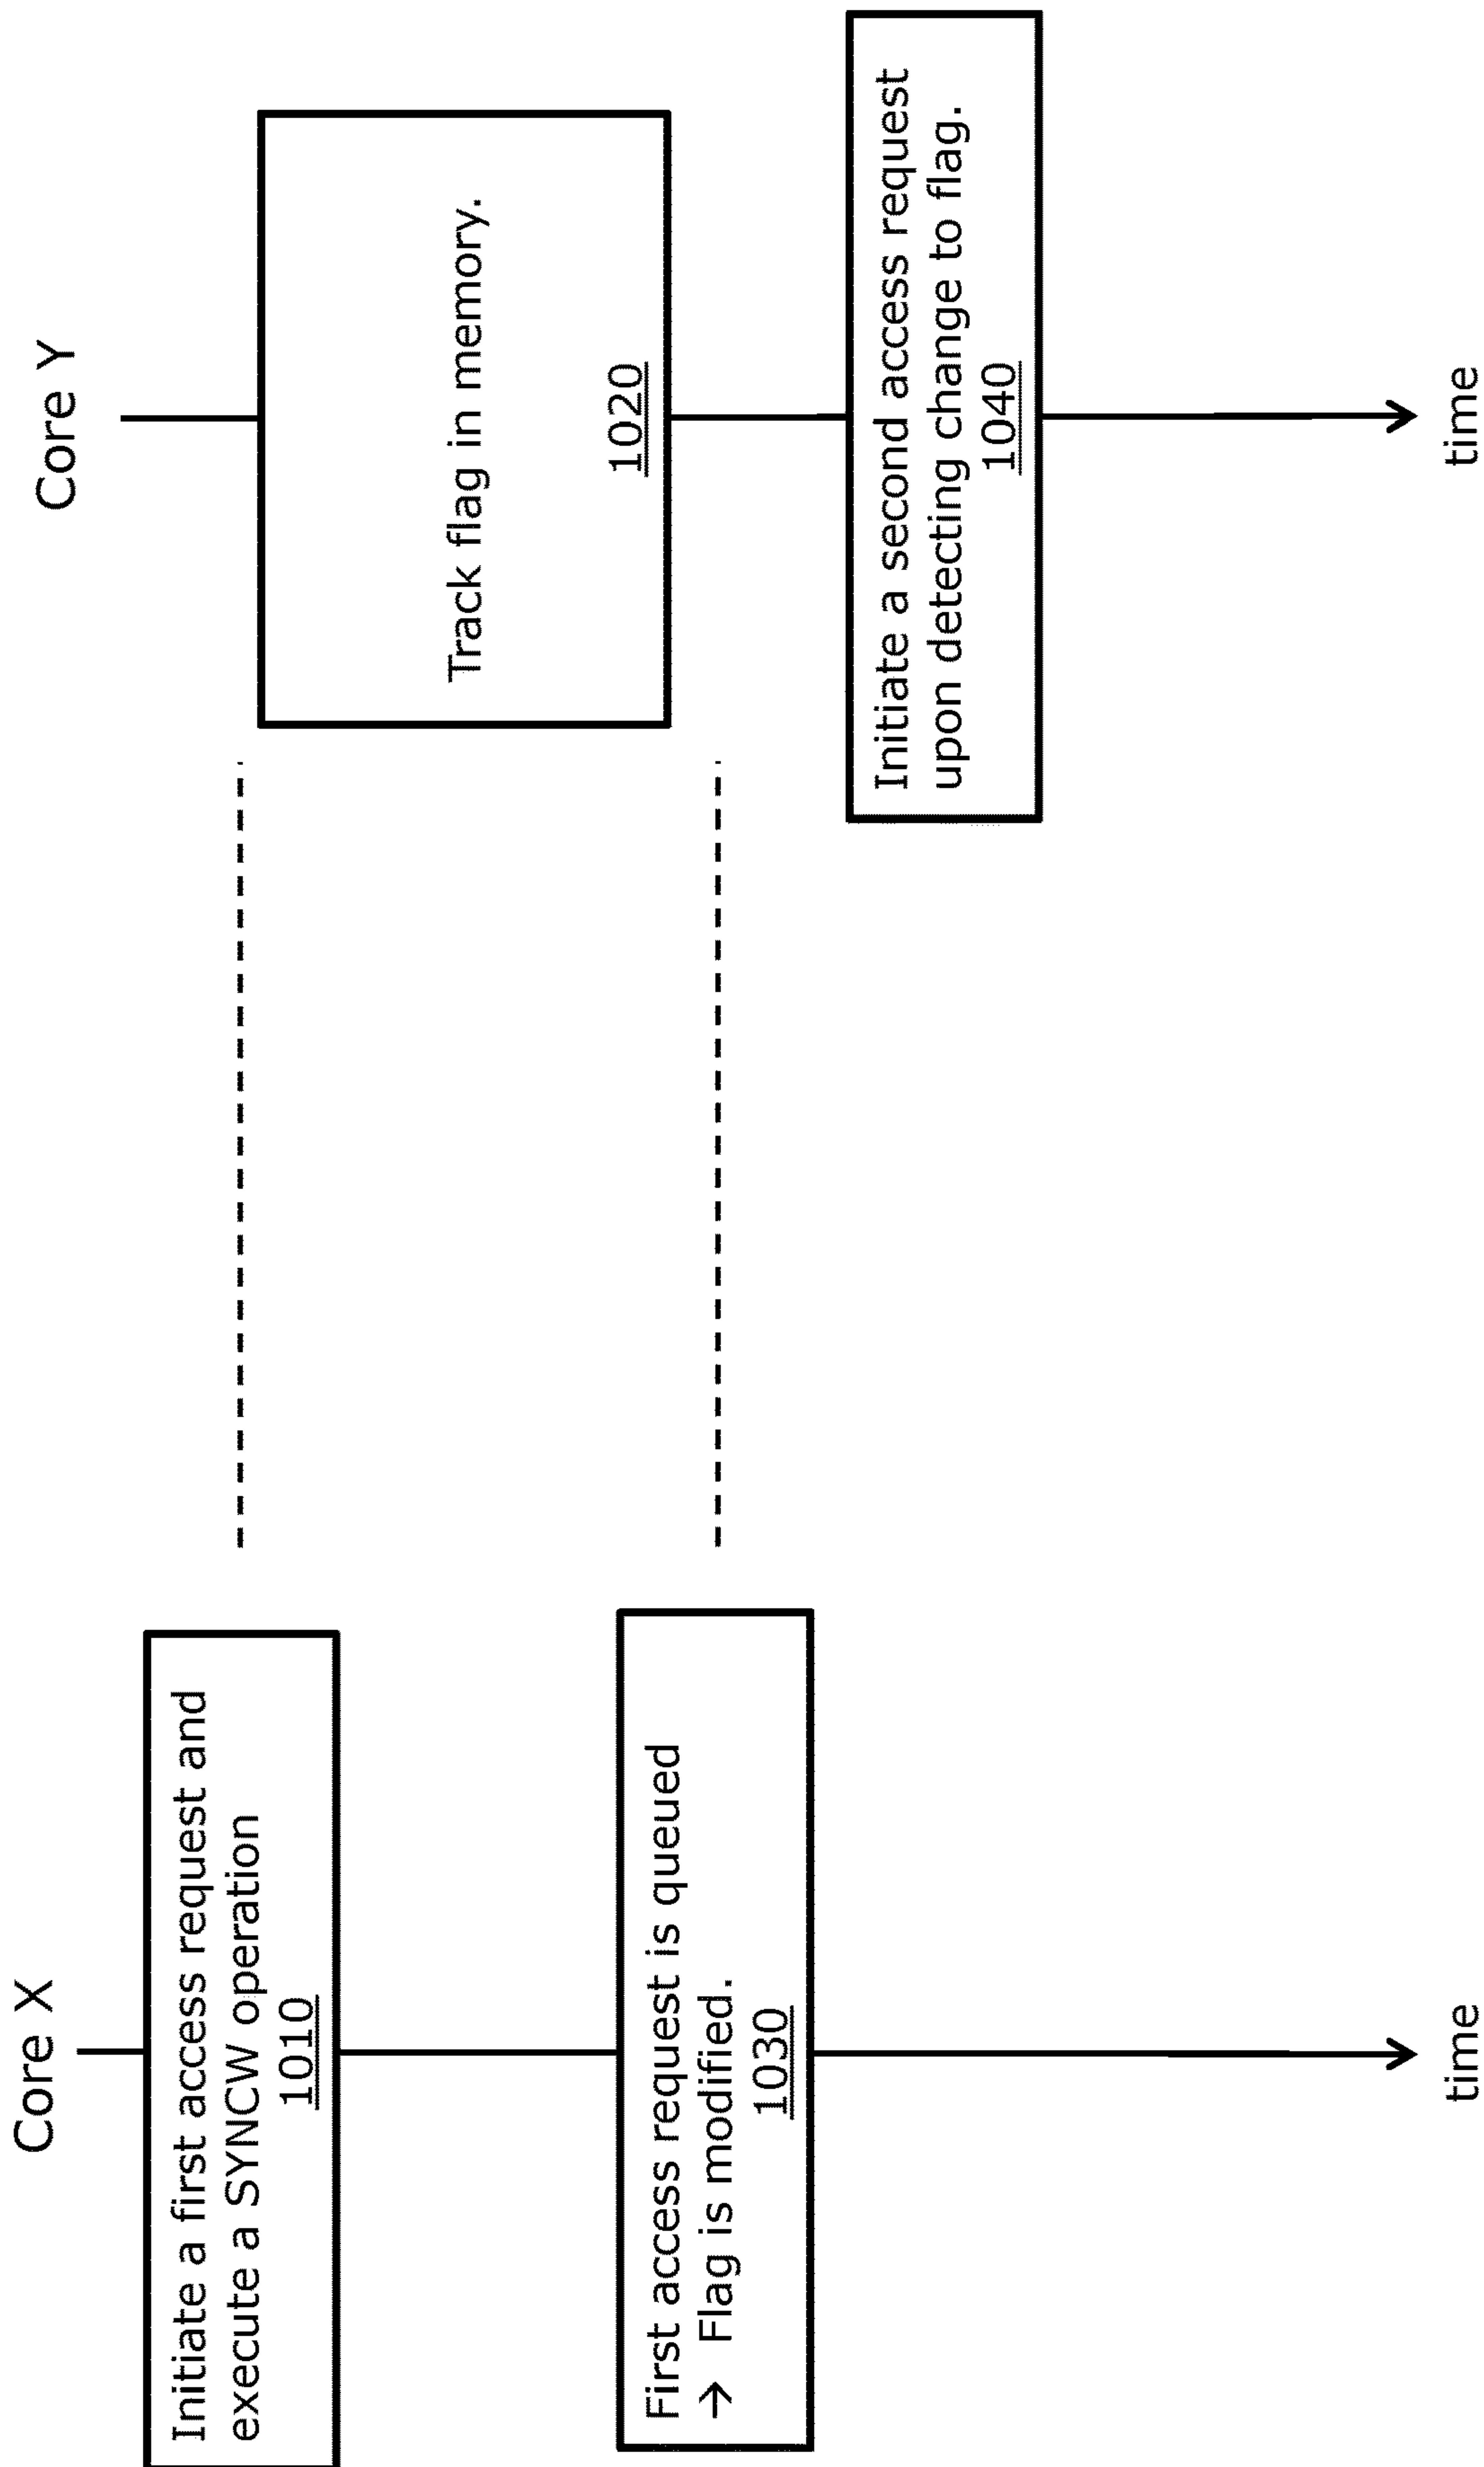 Core X
Initiate a first access request and
execute a SYNCW operation
1010
First access request is queued
→ Flag is modified.
1030
time
Core Y
Track flag in memory.
1020
Initiate a second access request
upon detecting change to flag.
1040
time